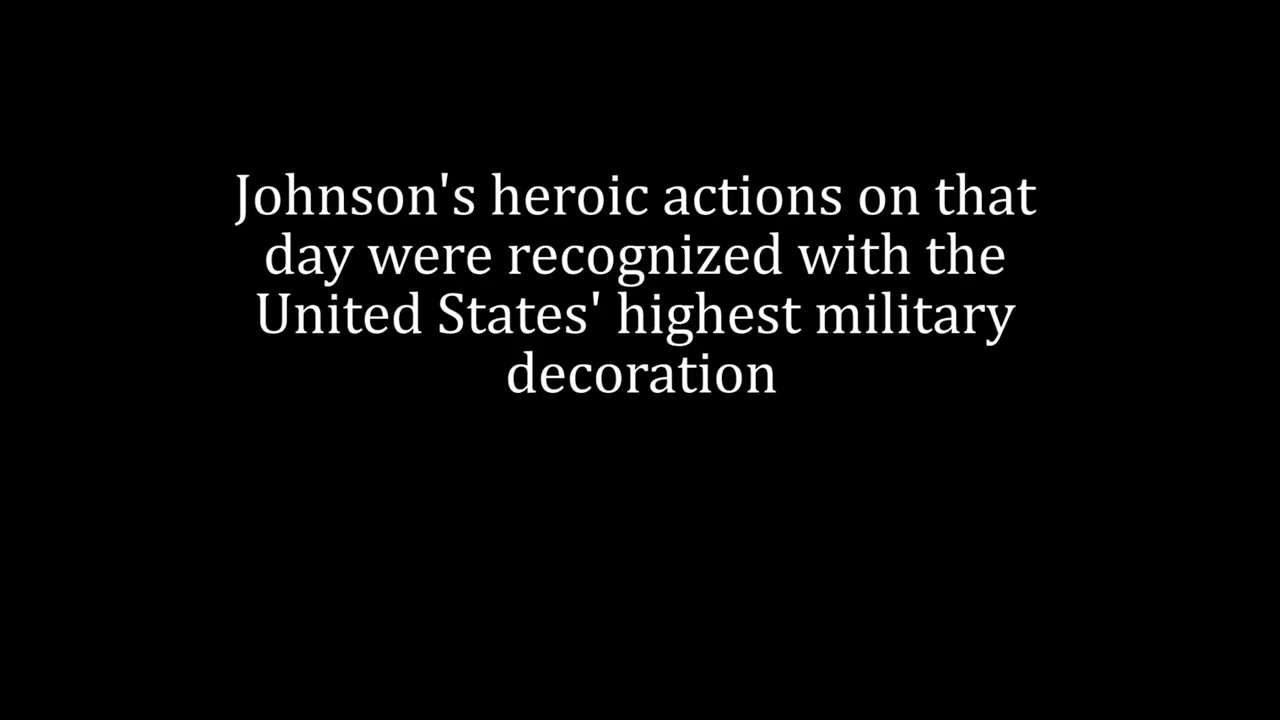 Johnson's heroic actions on that
day were recognized with the
United States' highest military
decoration